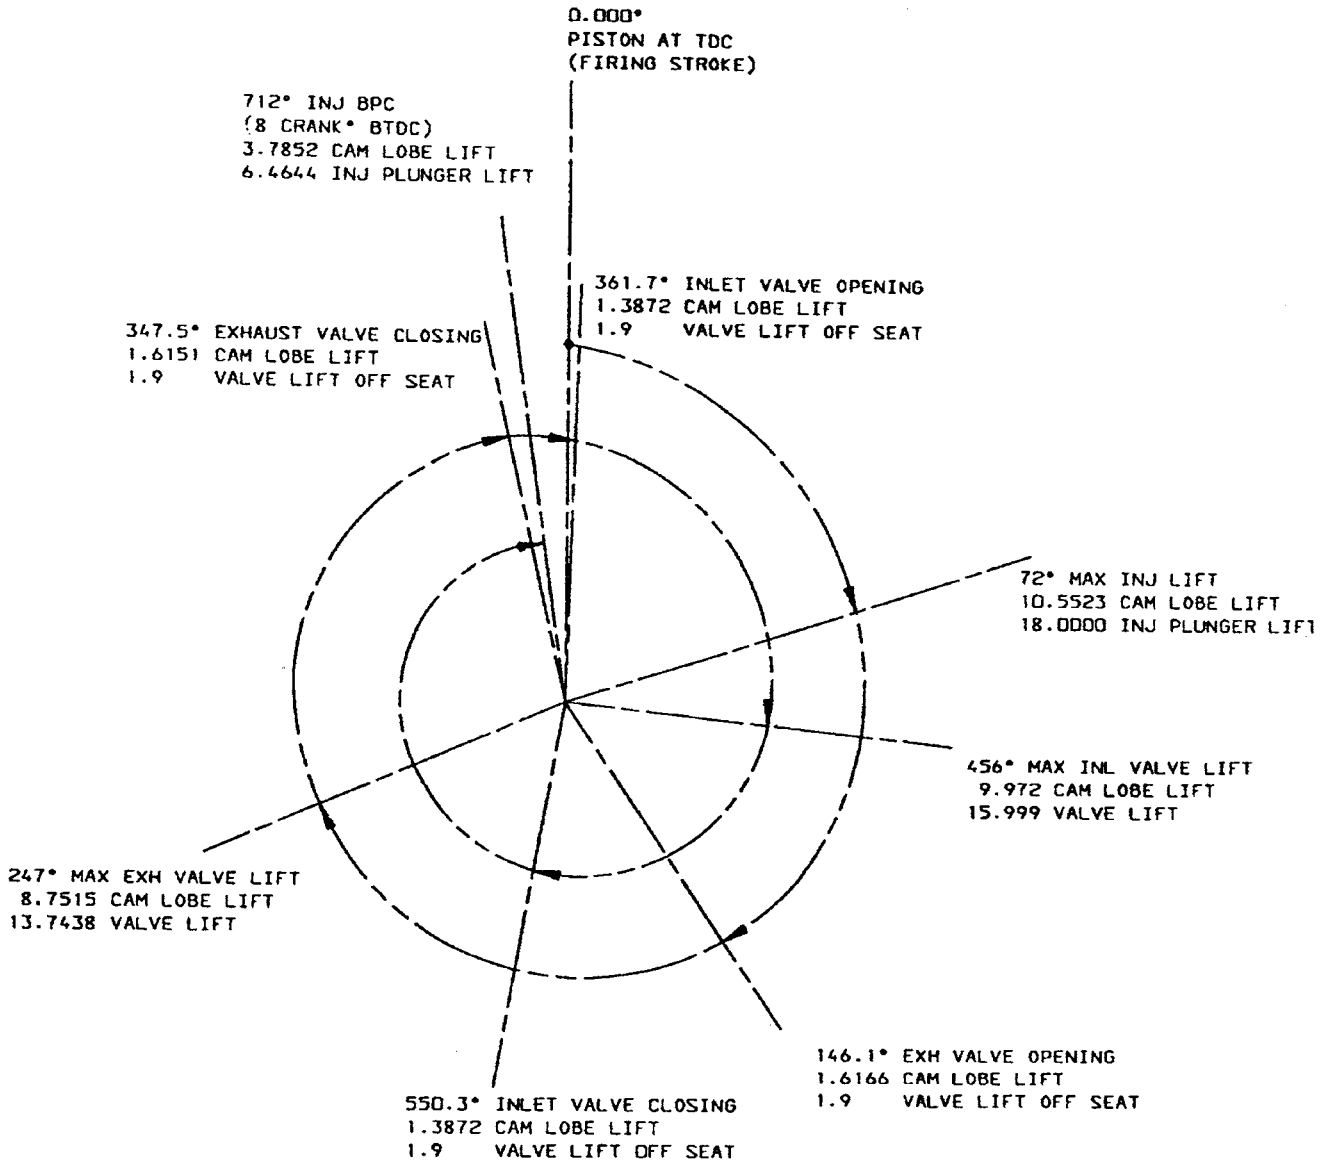 0.000°
PISTON AT TDC
(FIRING STROKE)
712° INJ BPC
(8 CRANK° BTDC)
3.7852 CAM LOBE LIFT
6.4644 INJ PLUNGER LIFT
361.7° INLET VALVE OPENING
1.3872 CAM LOBE LIFT
1.9 VALVE LIFT OFF SEAT
347.5° EXHAUST VALVE CLOSING
1.6151 CAM LOBE LIFT
1.9 VALVE LIFT OFF SEAT
72° MAX INJ LIFT
10.5523 CAM LOBE LIFT
18.0000 INJ PLUNGER LIFT
456° MAX INL VALVE LIFT
9.972 CAM LOBE LIFT
15.999 VALVE LIFT
247° MAX EXH VALVE LIFT
8.7515 CAM LOBE LIFT
13.7438 VALVE LIFT
146.1° EXH VALVE OPENING
1.6166 CAM LOBE LIFT
1.9 VALVE LIFT OFF SEAT
550.3° INLET VALVE CLOSING
1.3872 CAM LOBE LIFT
1.9 VALVE LIFT OFF SEAT